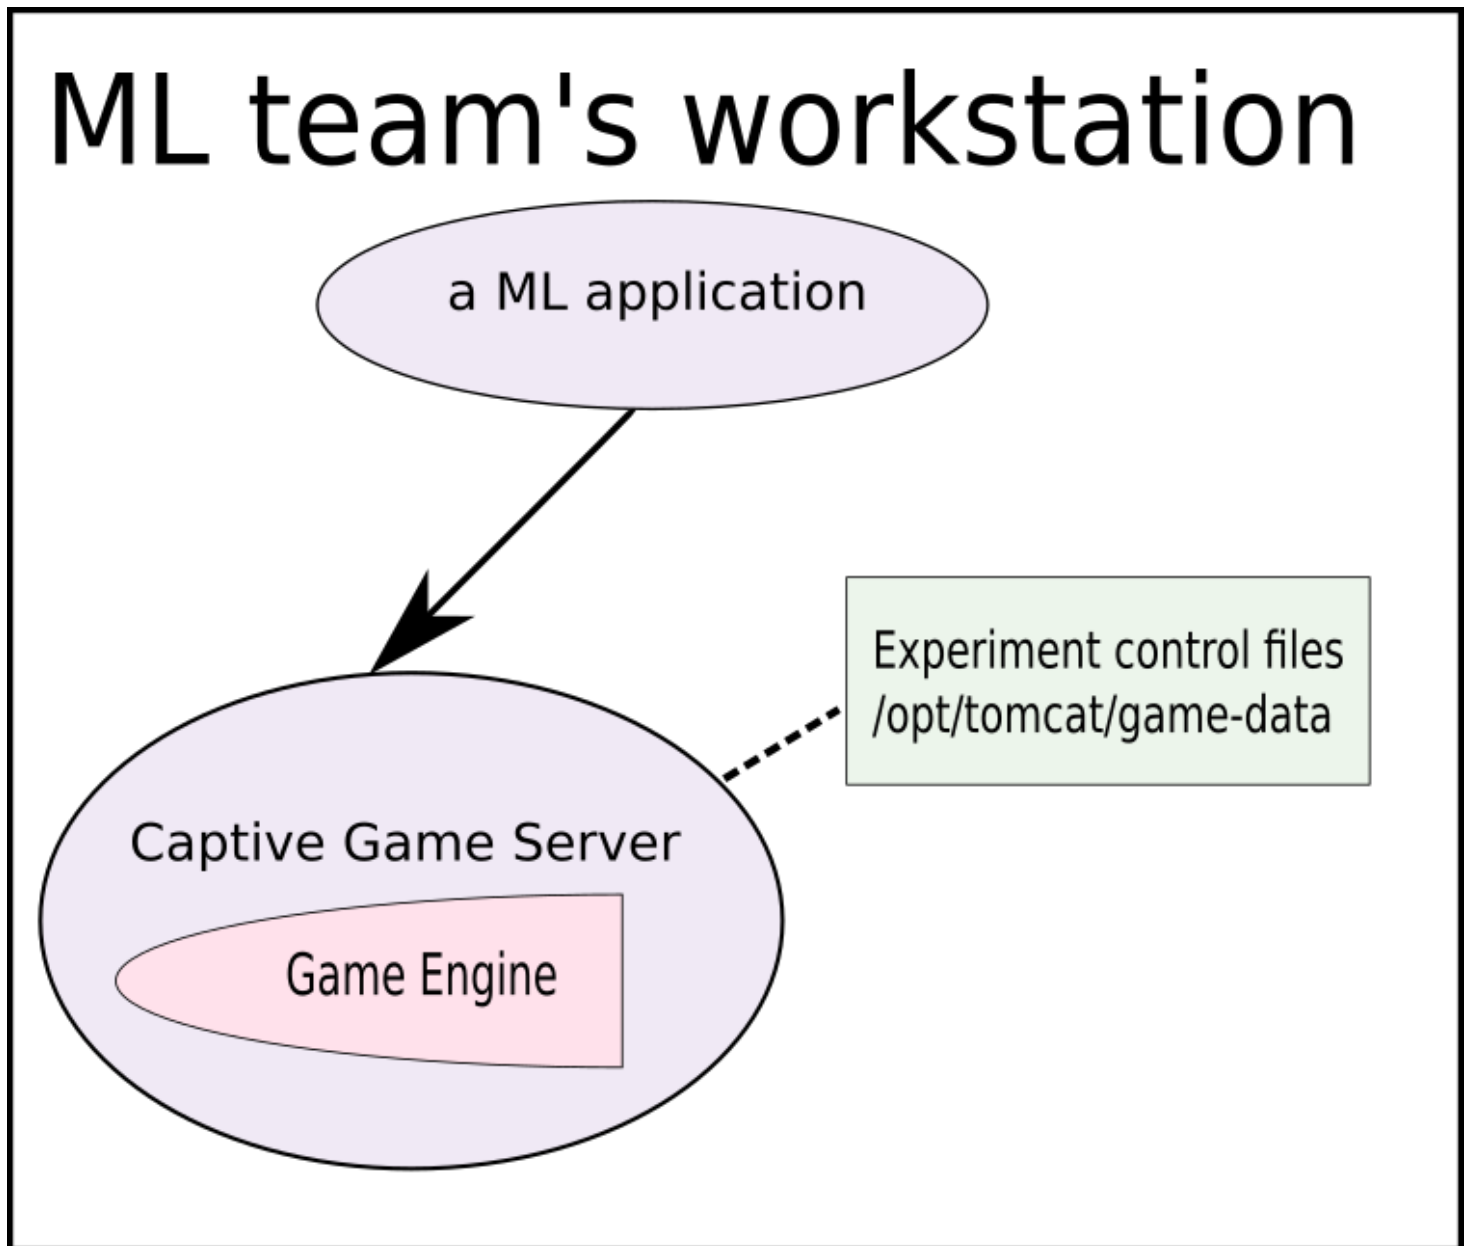 ML team's workstation
a ML application
Experiment control files
/opt/tomcat/game-data
Captive Game Server
Game Engine